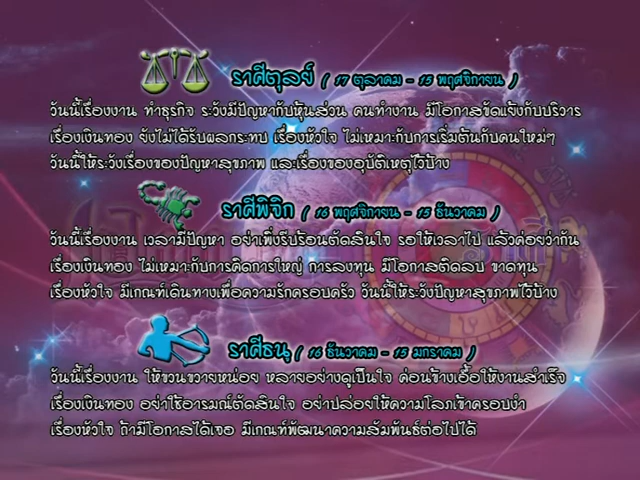 ราศีตุลย์ ( 17 ตุลาคม - 15 พฤศจิกายน )
วันนี้เรื่องงาน ทำธุรกิจ ระวังมีปัญหากับหุ้นส่วน คนทำงาน มีโอกาสขัดแย้งกับบริวาร
เรื่องเงินทอง ยังไม่ได้รับผลกระทบ เรื่องหัวใจ ไม่เหมาะกับการเริ่มต้นกับคนใหม่ๆ
วันนี้ให้ระวังเรื่องของปัญหาสุขภาพ และเรื่องของอุบัติเหตุไว้บ้าง
ราศีพิจิก ( 16 พฤศจิกายน - 15 ธันวาคม )
วันนี้เรื่องงาน เวลามีปัญหา อย่าเพิ่งรีบร้อนตัดสินใจ รอให้เวลาไป แล้วค่อยว่ากัน
เรื่องเงินทอง ไม่เหมาะกับการคิดการใหญ่ การลงทุน มีโอกาสติดลบ ขาดทุน
เรื่องหัวใจ มีเกณฑ์เดินทางเพื่อความรักครอบครัว วันนี้ให้ระวังปัญหาสุขภาพไว้บ้าง
ราศีธนู ( 16 ธันวาคม - 15 มกราคม )
วันนี้เรื่องงาน ให้ขวนขวายหน่อย หลายอย่างดูเป็นใจ ค่อนข้างเอื้อให้งานสำเร็จ
เรื่องเงินทอง อย่าใช้อารมณ์ตัดสินใจ อย่าปล่อยให้ความโลภเข้าครอบงำ
เรื่องหัวใจ ถ้ามีโอกาสได้เจอ มีเกณฑ์พัฒนาความสัมพันธ์ต่อไปได้